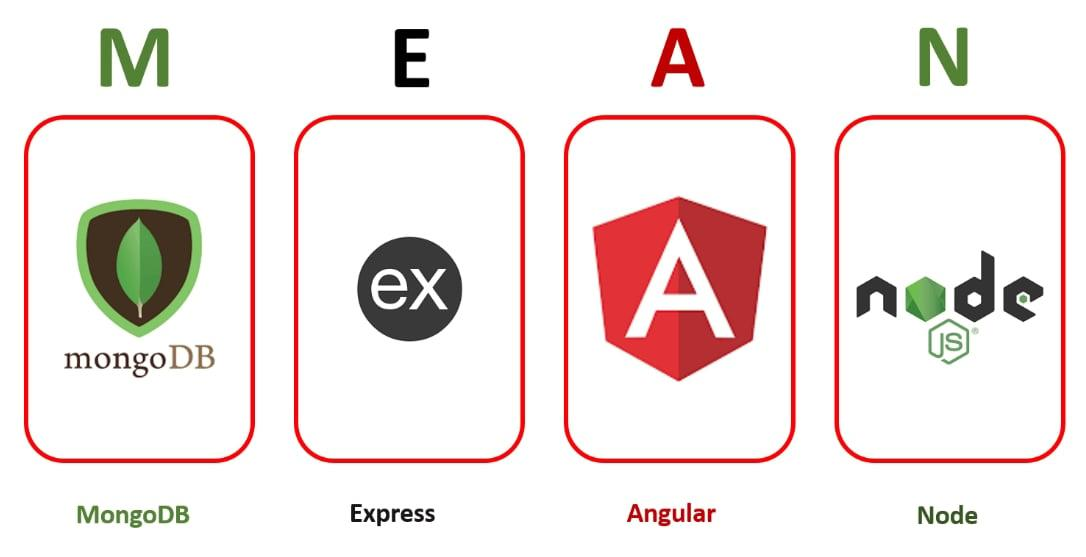 M E A N
mongoDB
ex
A
node
JS
®
MongoDB Express Angular Node